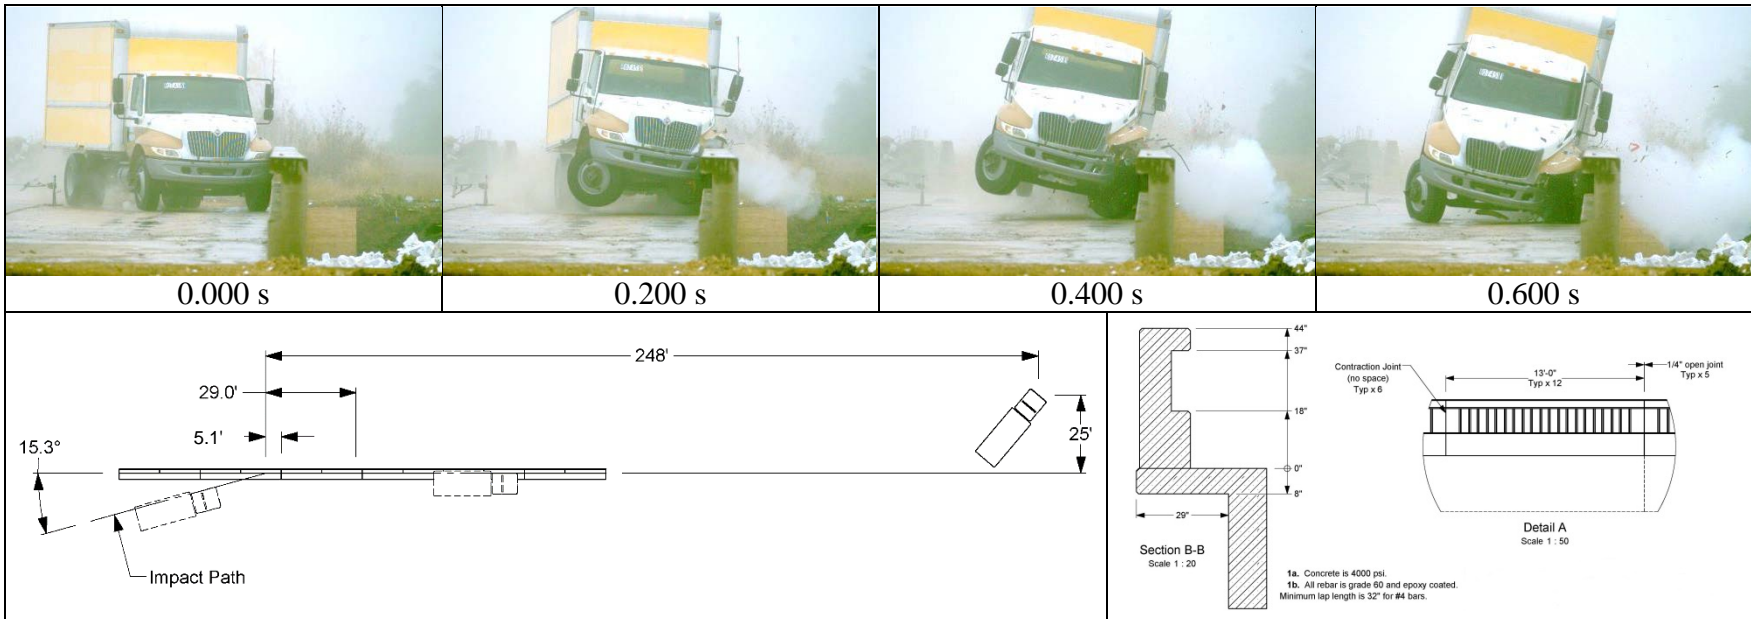 0.000 s
0.200 s
0.400 s
0.600 s
248'
29.0'
5.1'
15.3°
25'
Impact Path
44"
37"
18"
0"
8"
29"
Section B-B
Scale 1 : 20
Contraction Joint
(no space)
Typ x 6
13'-0"
Typ x 12
1/4" open joint
Typ x 5
Detail A
Scale 1 : 50
1a. Concrete is 4000 psi.
1b. All rebar is grade 60 and epoxy coated.
Minimum lap length is 32" for #4 bars.